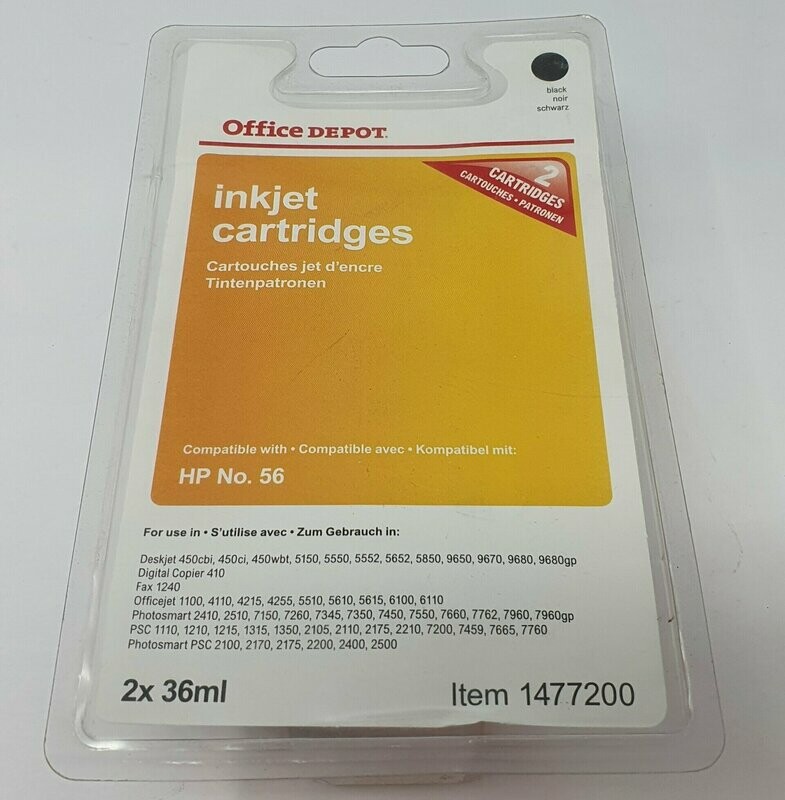 black
noir
schwarz
Office DEPOT.
2
CARTRIDGES
CARTOUCHES • PATRONEN
inkjet
cartridges
Cartouches jet d'encre
Tintenpatronen
Compatible with • Compatible avec • Kompatibel mit:
HP No. 56
For use in • S'utilise avec • Zum Gebrauch in:
Deskjet 450cbi, 450ci, 450wbt, 5150, 5550, 5552, 5652, 5850, 9650, 9670, 9680, 9680gp
Digital Copier 410
Fax 1240
Officejet 1100, 4110, 4215, 4255, 5510, 5610, 5615, 6100, 6110
Photosmart 2410, 2510, 7150, 7260, 7345, 7350, 7450, 7550, 7660, 7762, 7960, 7960gp
PSC 1110, 1210, 1215, 1315, 1350, 2105, 2110, 2175, 2210, 7200, 7459, 7665, 7760
Photosmart PSC 2100, 2170, 2175, 2200, 2400, 2500
2x 36ml
Item 1477200